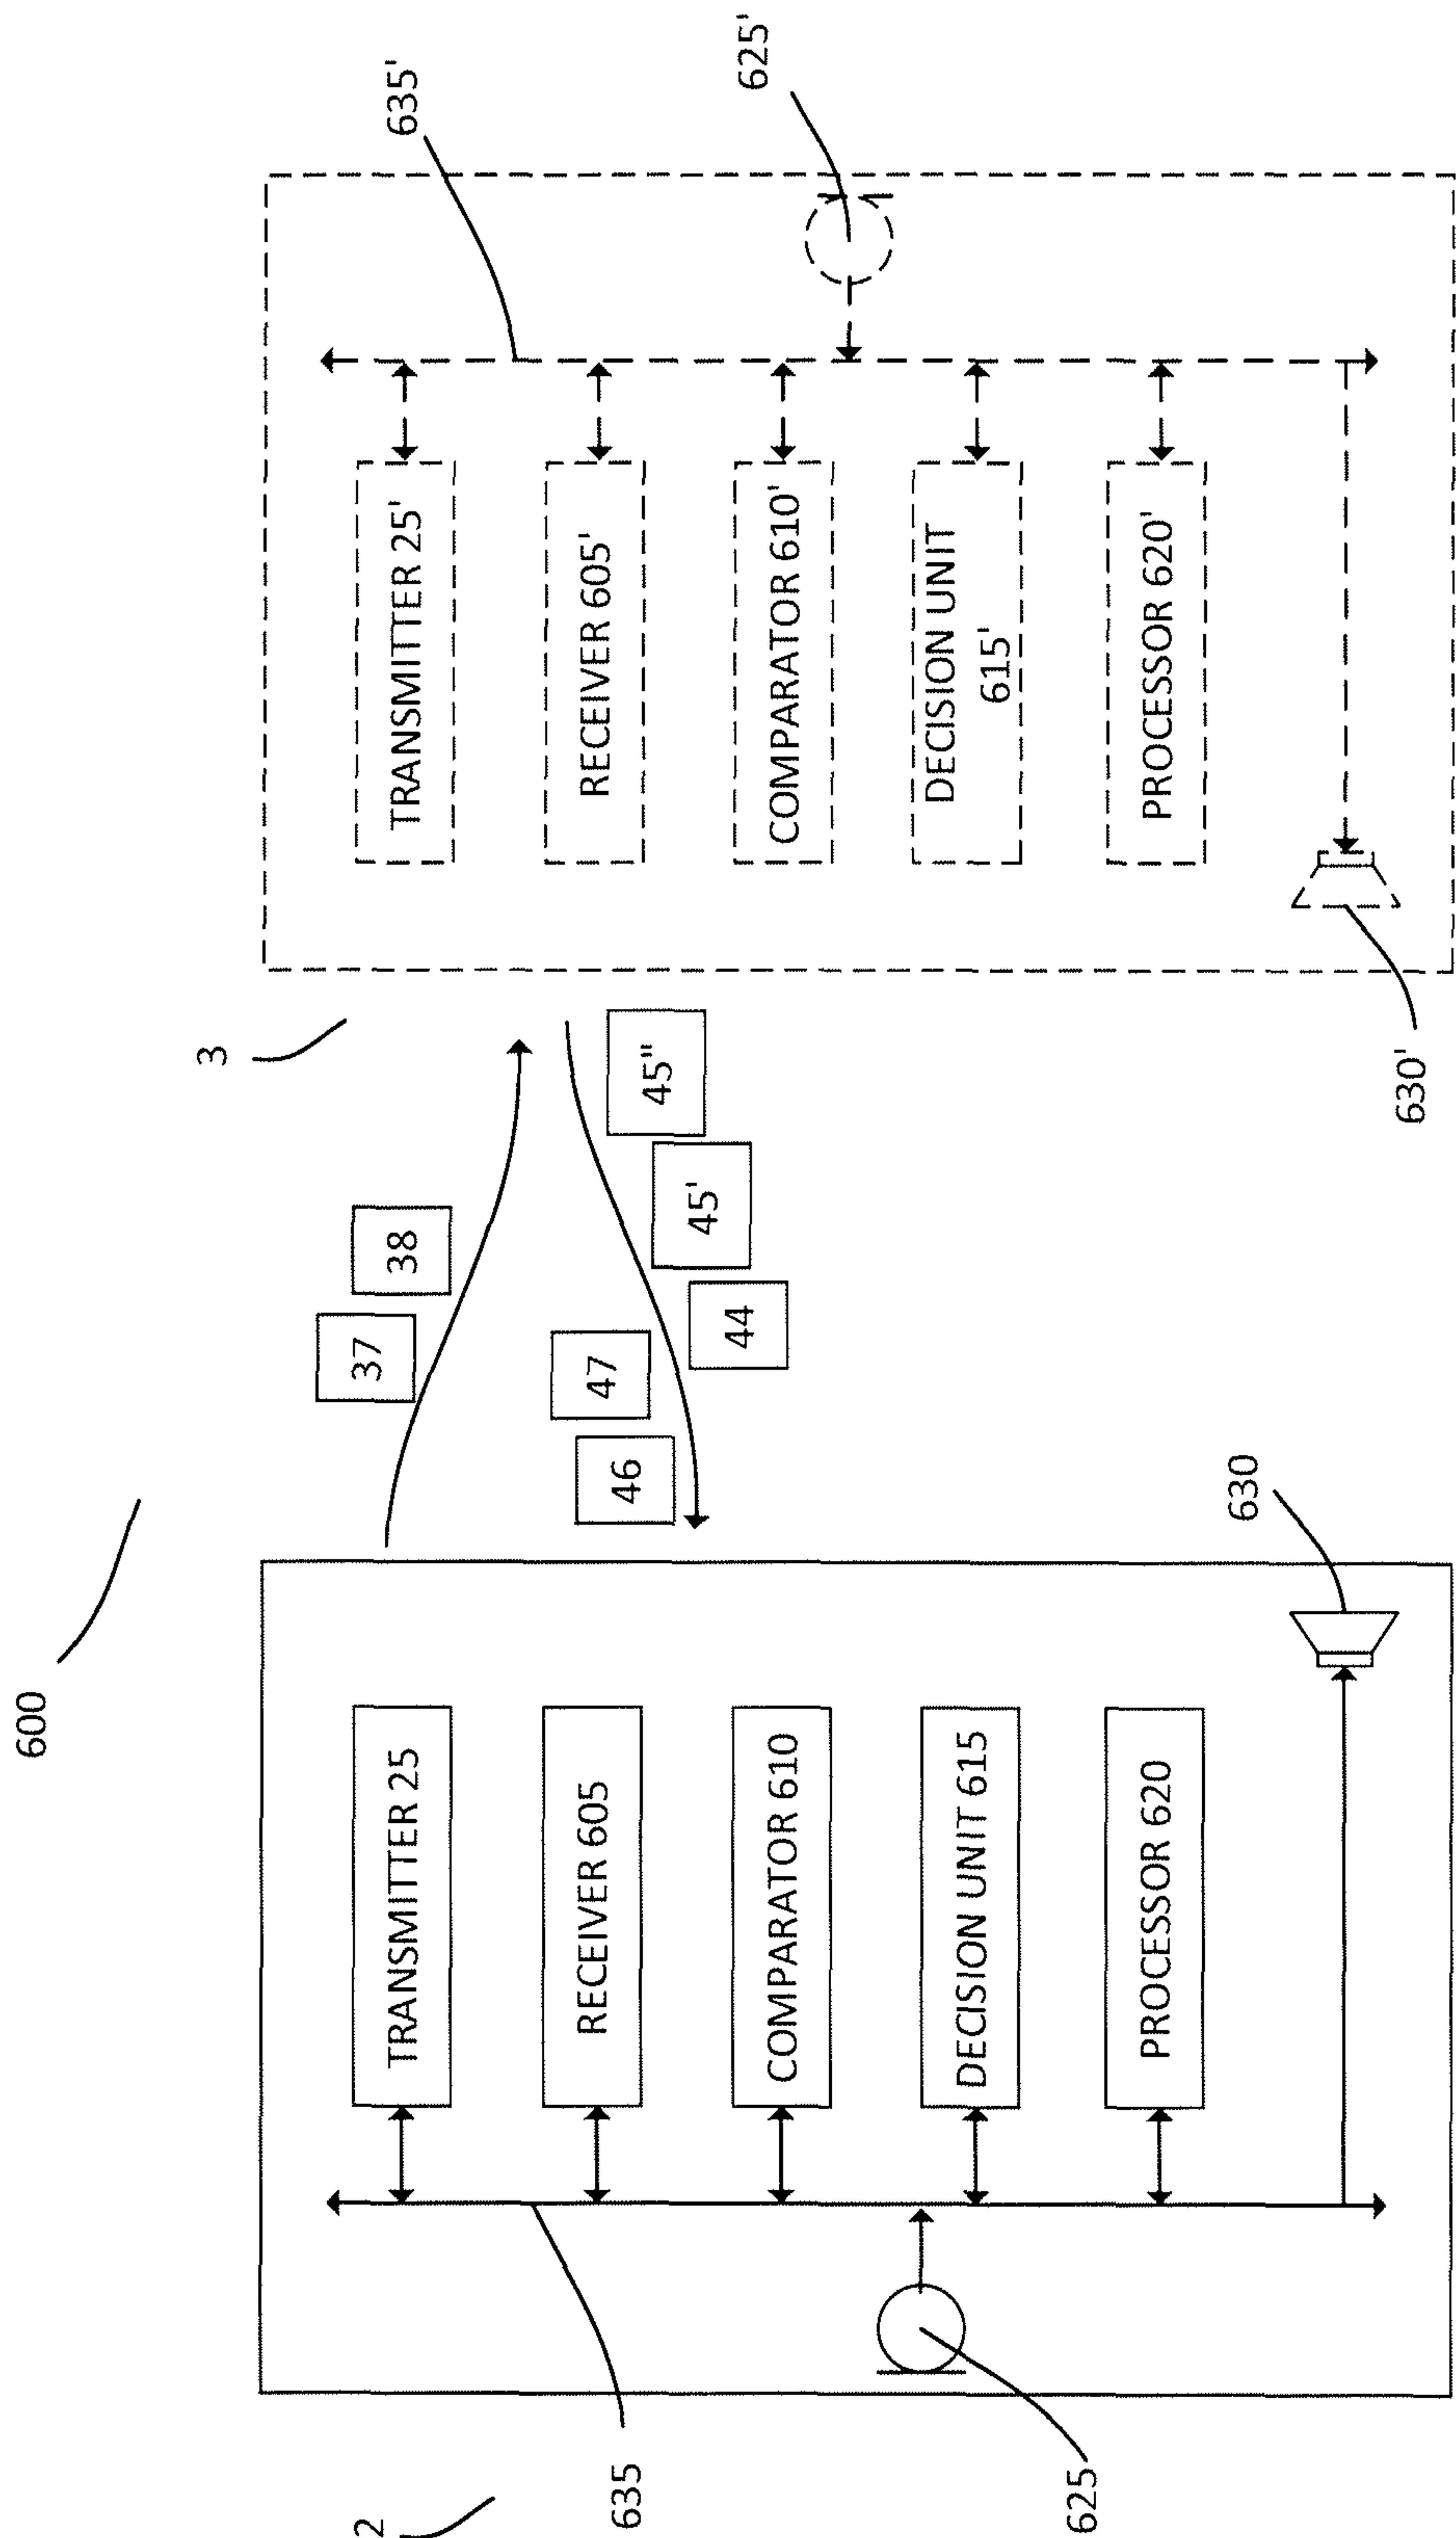 600
2
635
625
TRANSMITTER 25
RECEIVER 605
COMPARATOR 610
DECISION UNIT 615
PROCESSOR 620
630
37
38
46
47
44
45'
45"
3
TRANSMITTER 25'
RECEIVER 605'
COMPARATOR 610'
DECISION UNIT
615'
PROCESSOR 620'
630'
635'
625'